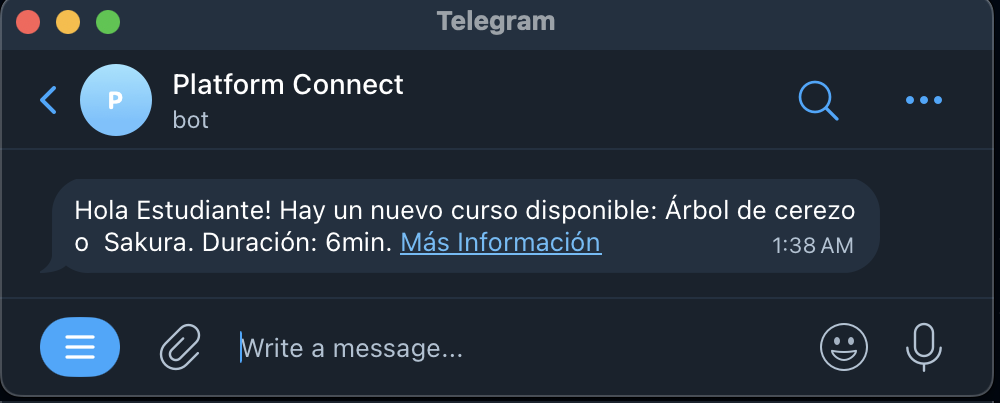 Telegram
P
Platform Connect
bot
Hola Estudiante! Hay un nuevo curso disponible: Árbol de cerezo
o  Sakura. Duración: 6min. Más Información
1:38 AM
Write a message...